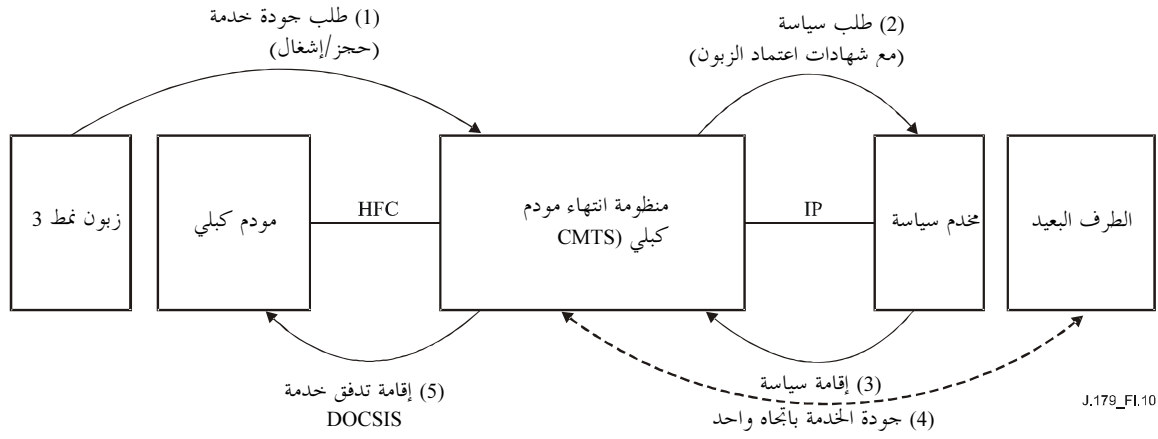 (1) طلب جودة خدمة
(حجز/إشغال)
(2) طلب سياسة
(مع شهادات اعتماد الزبون)
زبون نمط 3
مودم كبلي
HFC
منظومة انتهاء مودم
كبلي (CMTS
IP
مخدم سياسة
الطرف البعيد
(5) إقامة تدفق خدمة
DOCSIS
(3) إقامة سياسة
(4) جودة الخدمة باتجاه واحد
J.179_FI.10